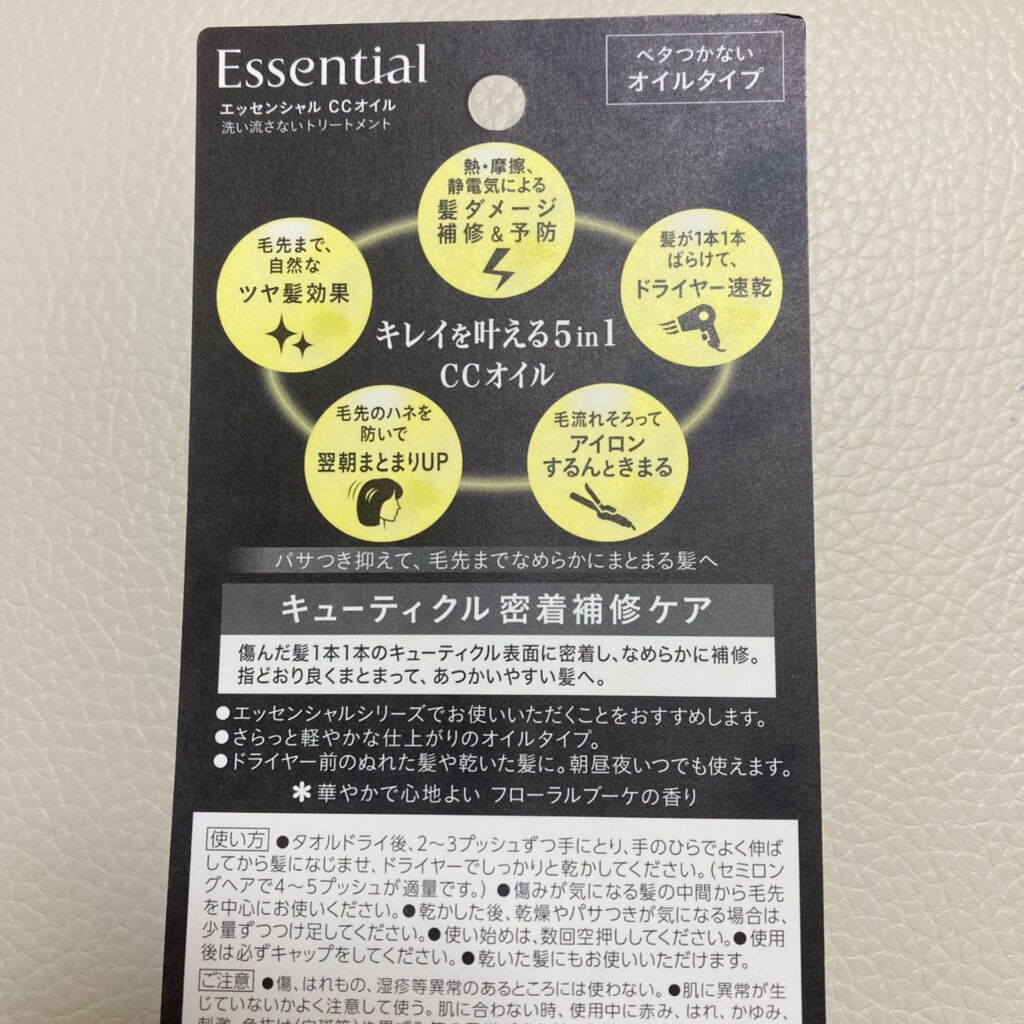 Essential
エッセンシャル CCオイル
洗い流さないトリートメント
ベタつかない
オイルタイプ
熱・摩擦、
静電気による
髪ダメージ
補修&予防
毛先まで、
自然な
ツヤ髪効果
髪が1本1本
ばらけて、
ドライヤー速乾
キレイを叶える5in1
CCオイル
毛先のハネを
防いで
翌朝まとまりUP
毛流れそろって
アイロン
するんときまる
パサつき抑えて、毛先までなめらかにまとまる髪へ
キューティクル 密着補修ケア
傷んだ髪1本1本のキューティクル表面に密着し、なめらかに補修。
指どおり良くまとまって、あつかいやすい髪へ。
●エッセンシャルシリーズでお使いいただくことをおすすめします。
●さらっと軽やかな仕上がりのオイルタイプ。
●ドライヤー前のぬれた髪や乾いた髪に。朝昼夜いつでも使えます。
＊華やかで心地よい フローラルブーケの香り
使い方 ●タオルドライ後、2〜3プッシュずつ手にとり、手のひらでよく伸ば
してから髪になじませ、ドライヤーでしっかりと乾かしてください。(セミロン
グヘアで4〜5プッシュが適量です。) ●傷みが気になる髪の中間から毛先
を中心にお使いください。●乾かした後、乾燥やパサつきが気になる場合は、
少量ずつつけ足してください。●使い始めは、数回空押ししてください。●使用
後は必ずキャップをしてください。●乾いた髪にもお使いいただけます。
ご注意 ●傷、はれもの、湿疹等異常のあるところには使わない。●肌に異常が生
じていないかよく注意して使う。肌に合わない時、使用中に赤み、はれ、かゆみ、